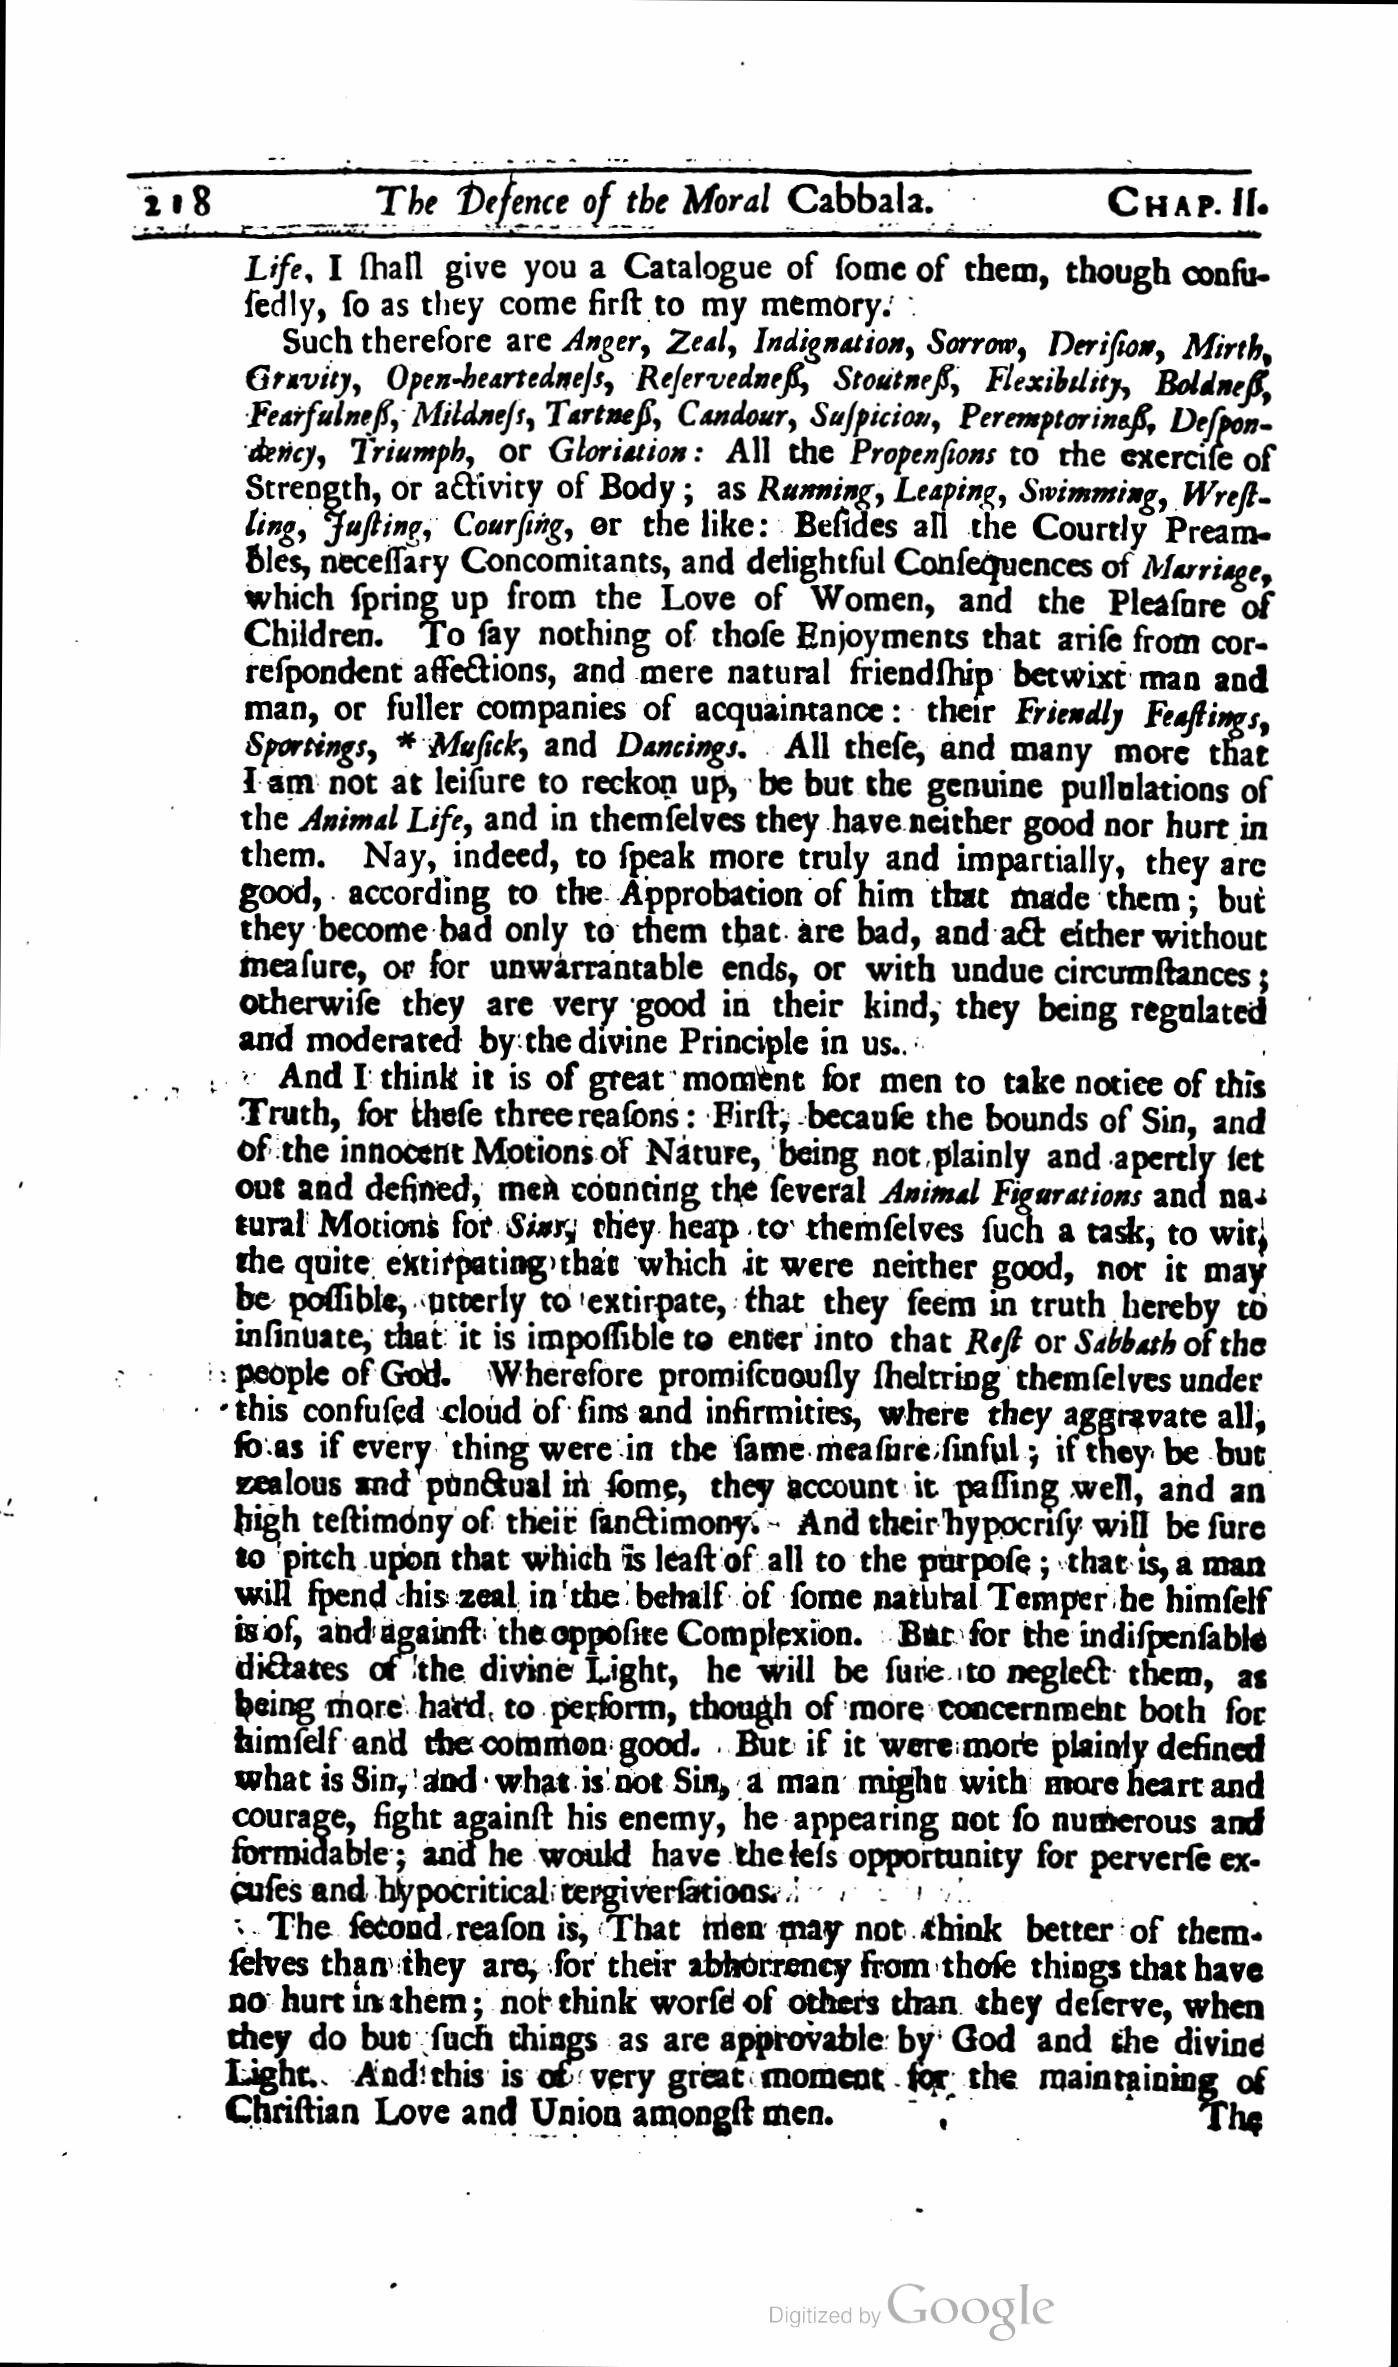 218 The Defence of the Moral Cabbala. CHAP. II.
Life, I ſhall give you a Catalogue of ſome of them, though confu-
ſedly, ſo as they come firſt to my memory.
Such therefore are Anger, Zeal, Indignation, Sorrow, Deriſion, Mirth,
Gravity, Open-heartedneſs, Reſervedneß, Stoutneß, Flexibility, Boldneß,
Fearfulneß, Mildneſs, Tartneß, Candour, Suſpicion, Peremptorineß, Deſpon-
dency, Triumph, or Gloriation: All the Propenſions to the exerciſe of
Strength, or activity of Body; as Running, Leaping, Swimming, Wreſt-
ling, Juſting, Courſing, or the like: Beſides all the Courtly Pream-
bles, neceſſary Concomitants, and delightful Conſequences of Marriage,
which ſpring up from the Love of Women, and the Pleaſure of
Children. To ſay nothing of thoſe Enjoyments that ariſe from cor-
reſpondent affections, and mere natural friendſhip betwixt man and
man, or fuller companies of acquaintance: their Friendly Feaſtings,
Sportings, * Muſick, and Dancings. All theſe, and many more that
I am not at leiſure to reckon up, be but the genuine pullulations of
the Animal Life, and in themſelves they have neither good nor hurt in
them. Nay, indeed, to ſpeak more truly and impartially, they are
good, according to the Approbation of him that made them; but
they become bad only to them that are bad, and act either without
meaſure, or for unwarrantable ends, or with undue circumſtances;
otherwiſe they are very good in their kind, they being regulated
and moderated by the divine Principle in us.
And I think it is of great moment for men to take notice of this
Truth, for theſe three reaſons: Firſt, becauſe the bounds of Sin, and
of the innocent Motions of Nature, being not plainly and apertly ſet
out and defined, men counting the ſeveral Animal Figurations and na-
tural Motions for Sins, they heap to themſelves ſuch a task, to wit,
the quite extirpating that which it were neither good, nor it may
be poſſible, utterly to extirpate, that they ſeem in truth hereby to
inſinuate, that it is impoſſible to enter into that Reſt or Sabbath of the
people of God. Wherefore promiſcuouſly ſheltring themſelves under
this confuſed cloud of ſins and infirmities, where they aggravate all,
ſo as if every thing were in the ſame meaſure ſinful; if they be but
zealous and punctual in ſome, they account it paſſing well, and an
high teſtimony of their ſanctimony. And their hypocriſy will be ſure
to pitch upon that which is leaſt of all to the purpoſe; that is, a man
will ſpend his zeal in the behalf of ſome natural Temper he himſelf
is of, and againſt the oppoſite Complexion. But for the indiſpenſable
dictates of the divine Light, he will be ſure to neglect them, as
being more hard to perform, though of more concernment both for
himſelf and the common good. But if it were more plainly defined
what is Sin, and what is not Sin, a man might with more heart and
courage, fight againſt his enemy, he appearing not ſo numerous and
formidable; and he would have the leſs opportunity for perverſe ex-
cuſes and hypocritical tergiverſations.
The ſecond reaſon is, That men may not think better of them-
ſelves than they are, for their abhorrency from thoſe things that have
no hurt in them; nor think worſe of others than they deſerve, when
they do but ſuch things as are approvable by God and the divine
Light. And this is of very great moment for the maintaining of
Chriſtian Love and Union amongſt men.
The
Digitized by Google